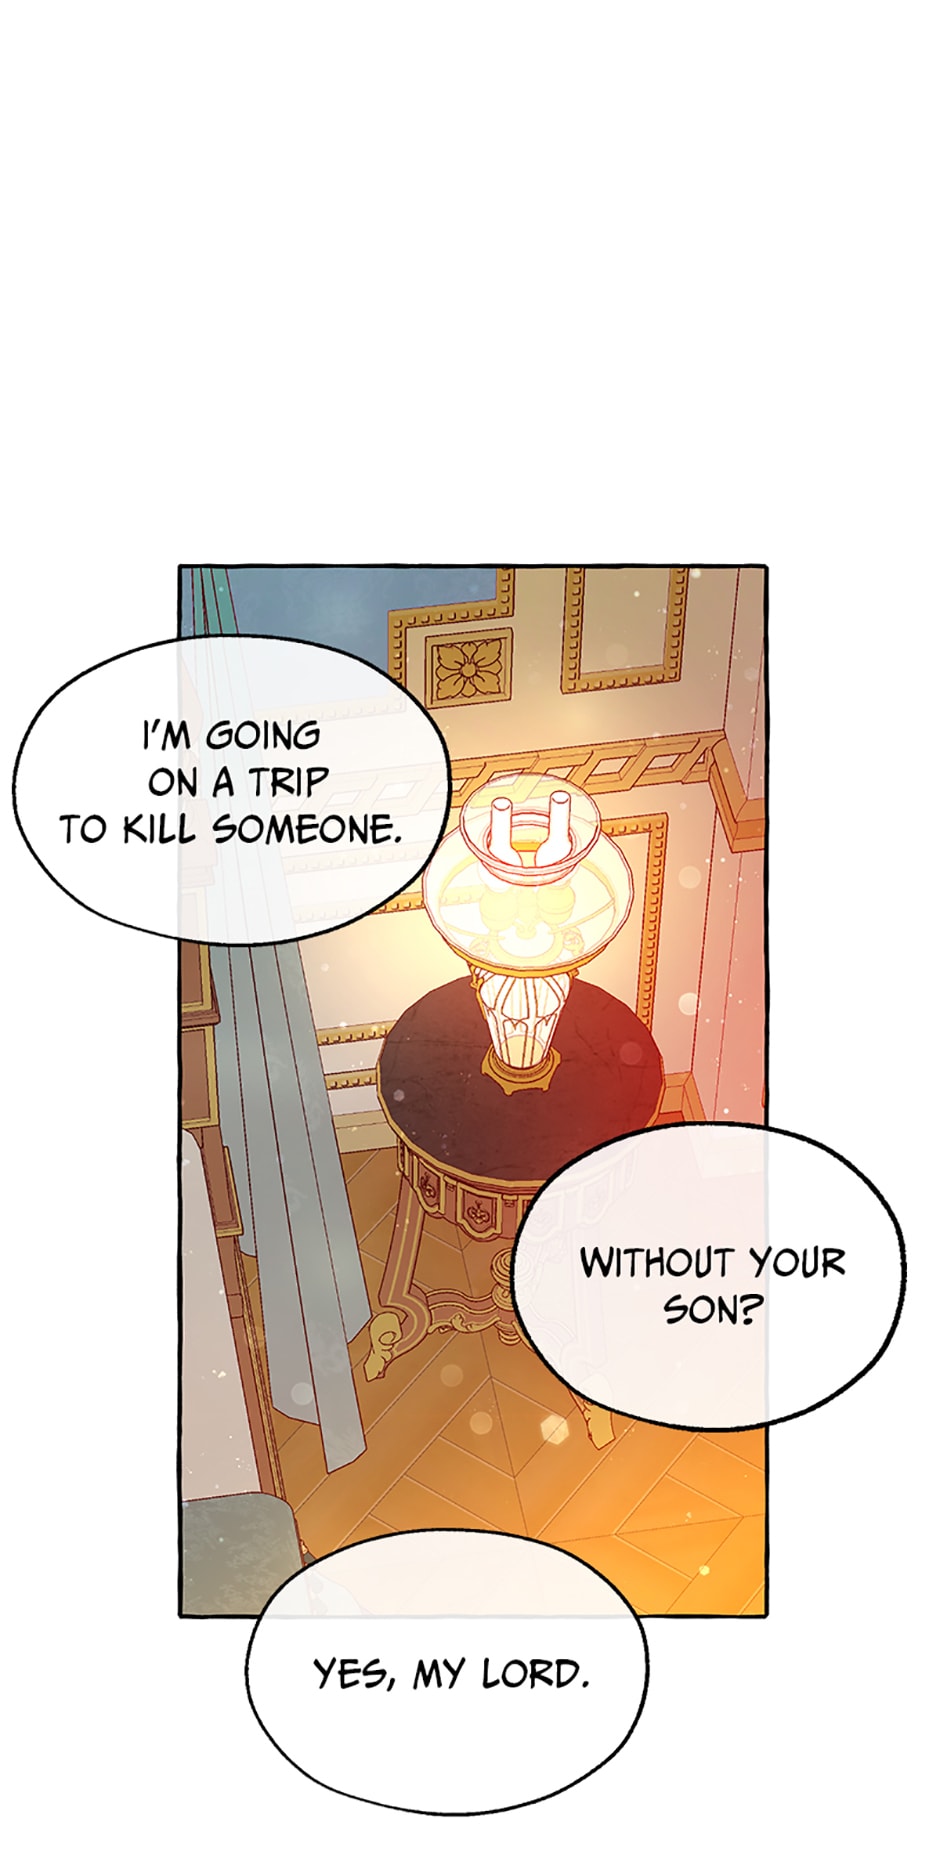 I'M GOING
ON A TRIP
TO KILL SOMEONE.
WITHOUT YOUR
SON?
YES, MY LORD.